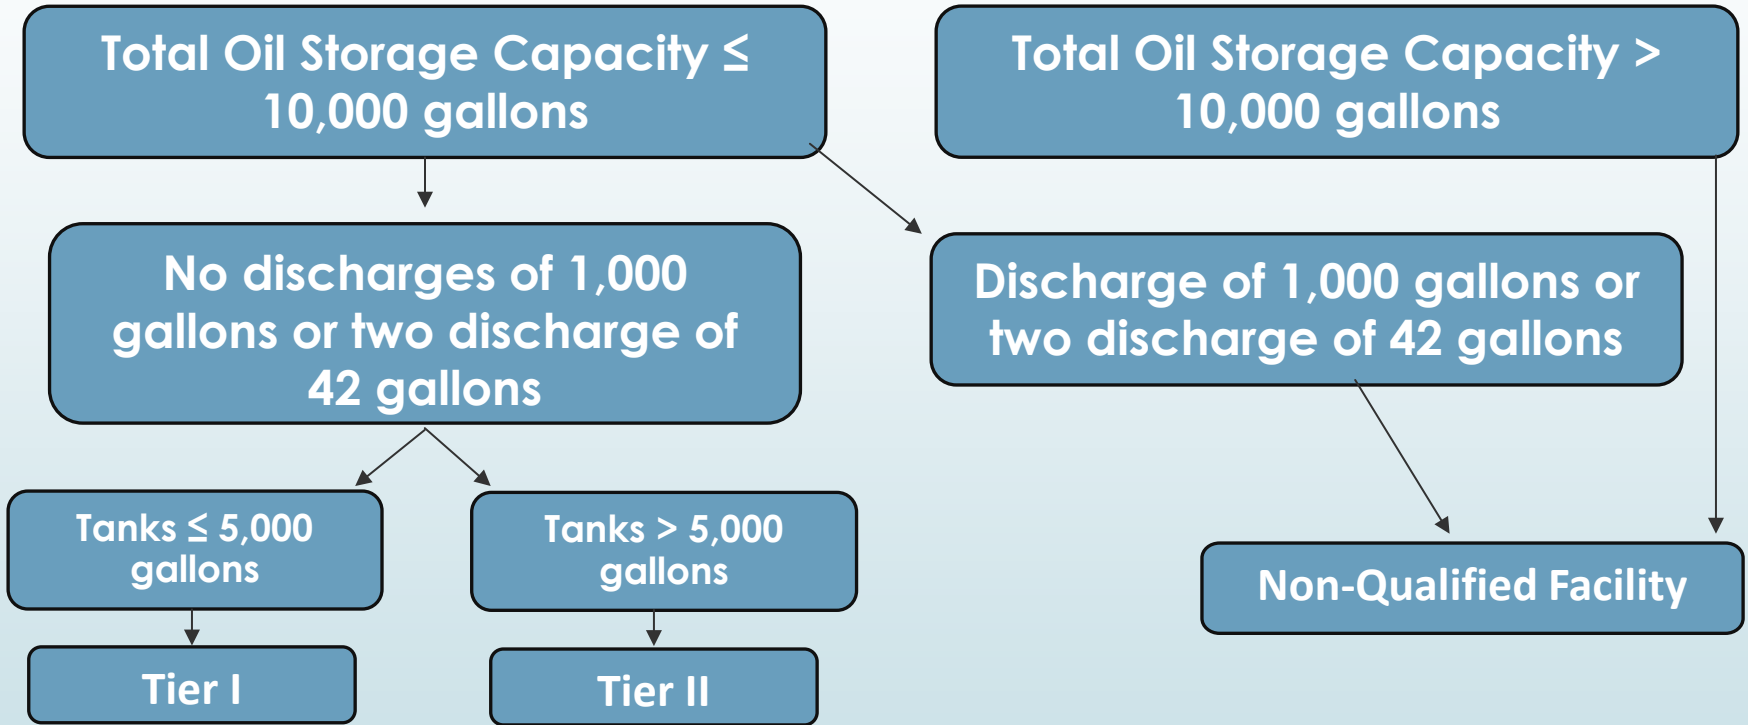 Total Oil Storage Capacity ≤
10,000 gallons
Total Oil Storage Capacity >
10,000 gallons
No discharges of 1,000
gallons or two discharge of
42 gallons
Discharge of 1,000 gallons or
two discharge of 42 gallons
Tanks ≤ 5,000
gallons
Tanks > 5,000
gallons
Non-Qualified Facility
Tier I
Tier II